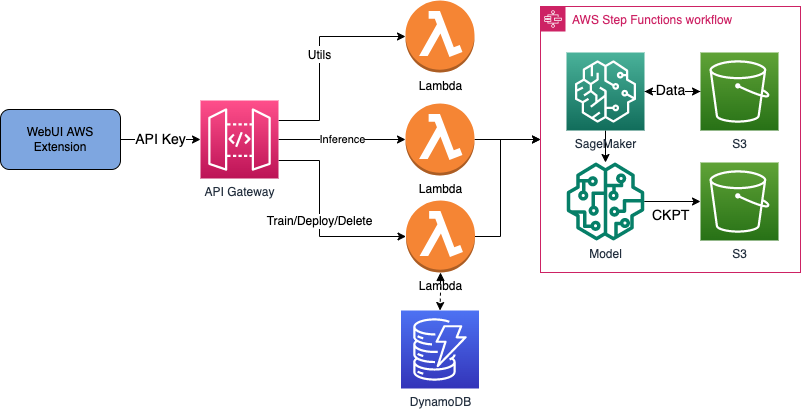 AWS Step Functions workflow
Utils
Lambda
Data
SageMaker
S3
WebUI AWS
Extension
API Key
API Gateway
Inference
Lambda
Train/Deploy/Delete
CKPT
Model
S3
Lambda
DynamoDB